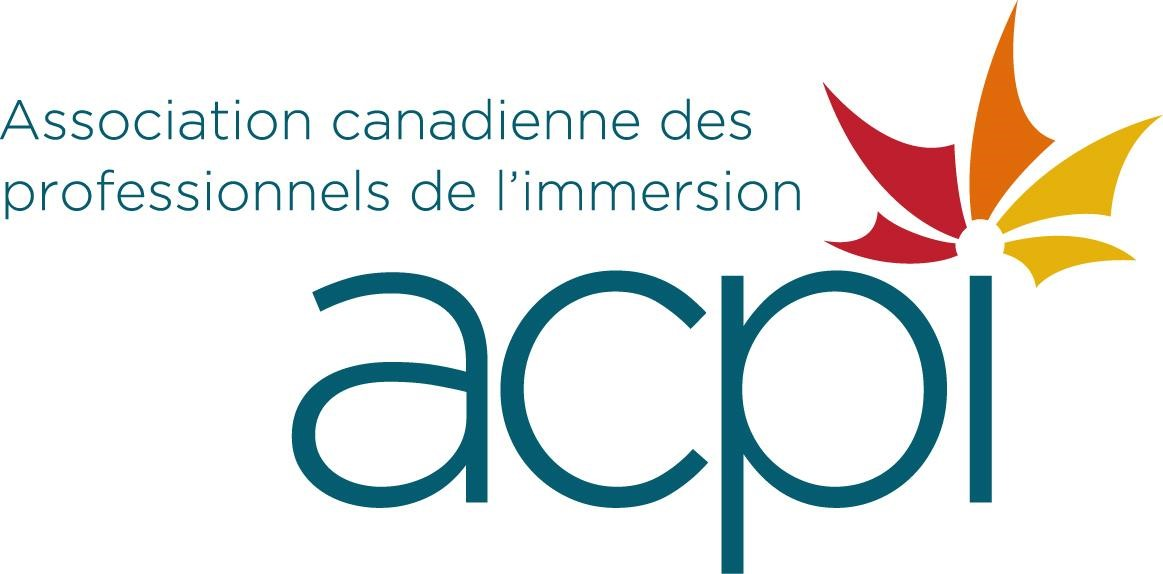 Association canadienne des
professionnels de l’immersion
acpi